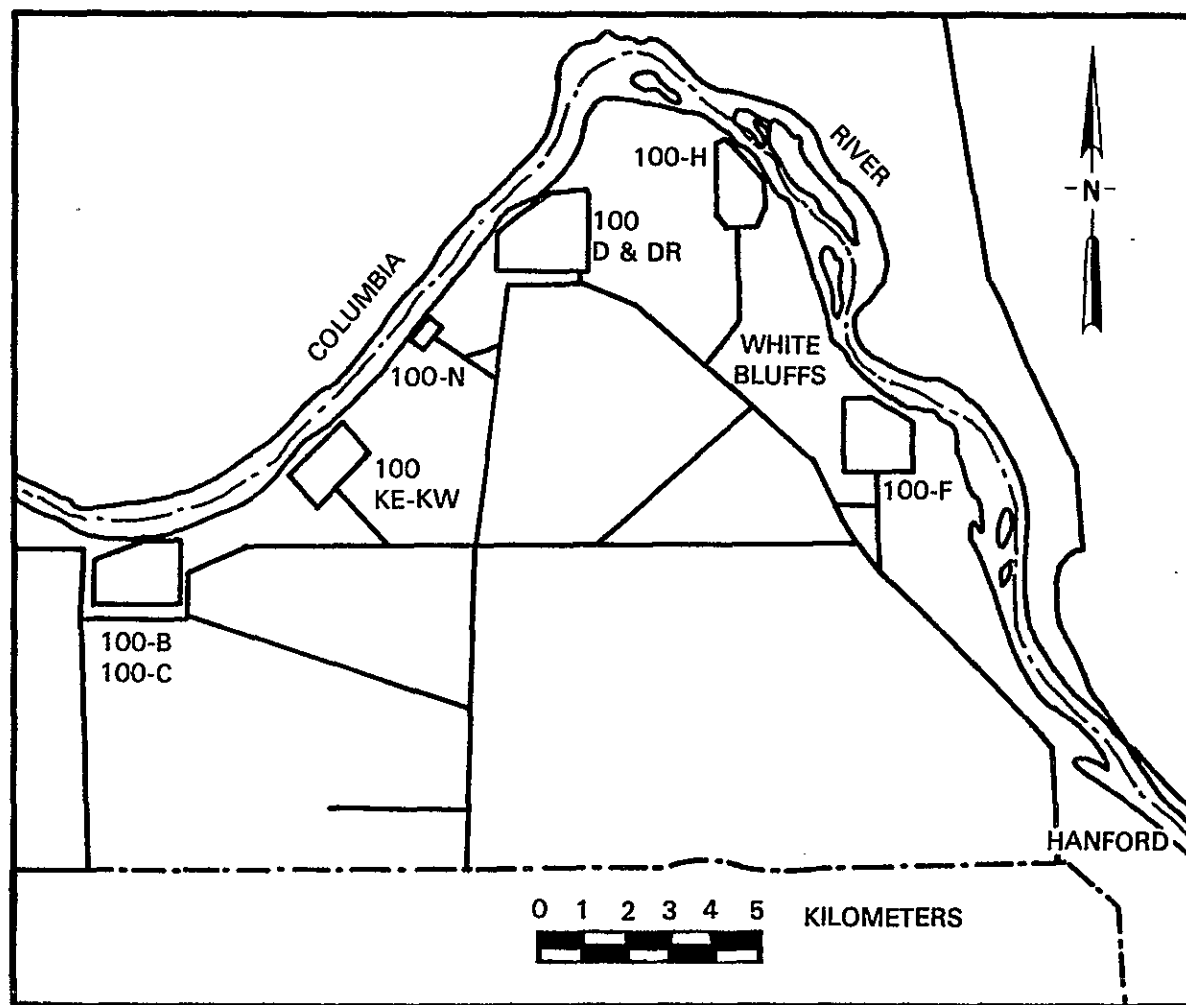 100-H
RIVER
-N-
100
D & DR
COLUMBIA
WHITE
BLUFFS
100-N
100
KE-KW
100-F
100-B
100-C
HANFORD
0 1 2 3 4 5
KILOMETERS